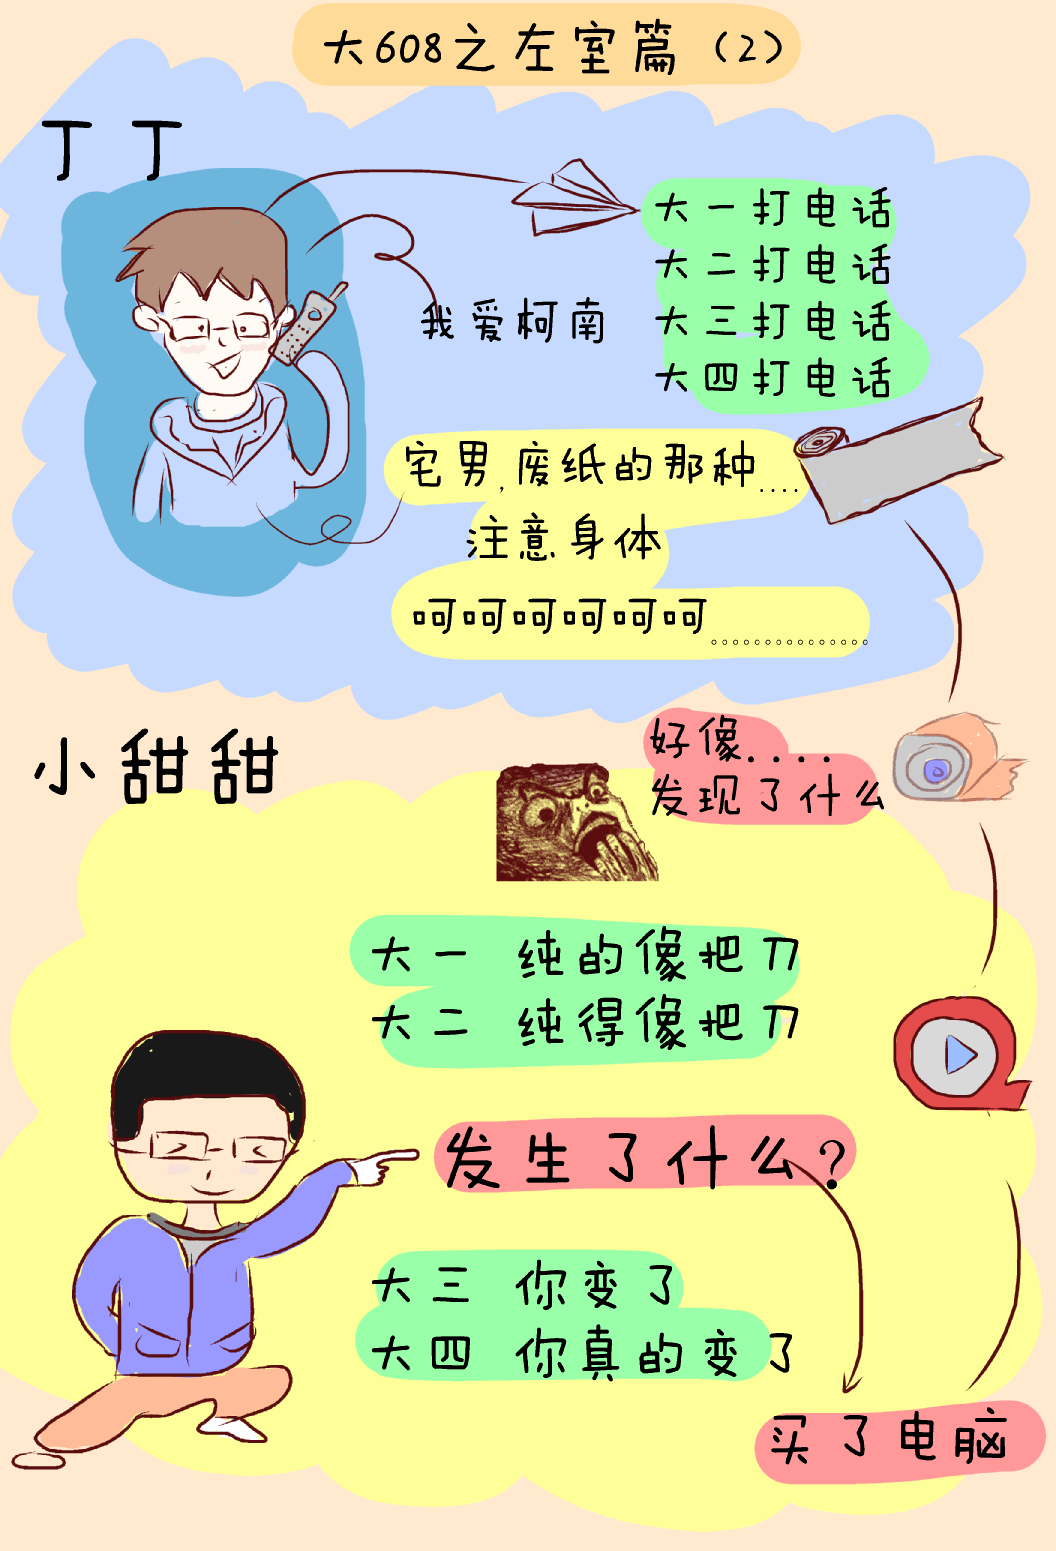 大608之左室篇（2）
丁丁
大一打电话
大二打电话
我爱柯南
大三打电话
大四打电话
宅男,废纸的那种....
注意身体
呵呵呵呵呵呵。。。。。。。。。。。。。。。
小甜甜
好像....
发现了什么
大一 纯的像把刀
大二 纯得像把刀
发生了什么?
大三 你变了
大四 你真的变了
买了电脑